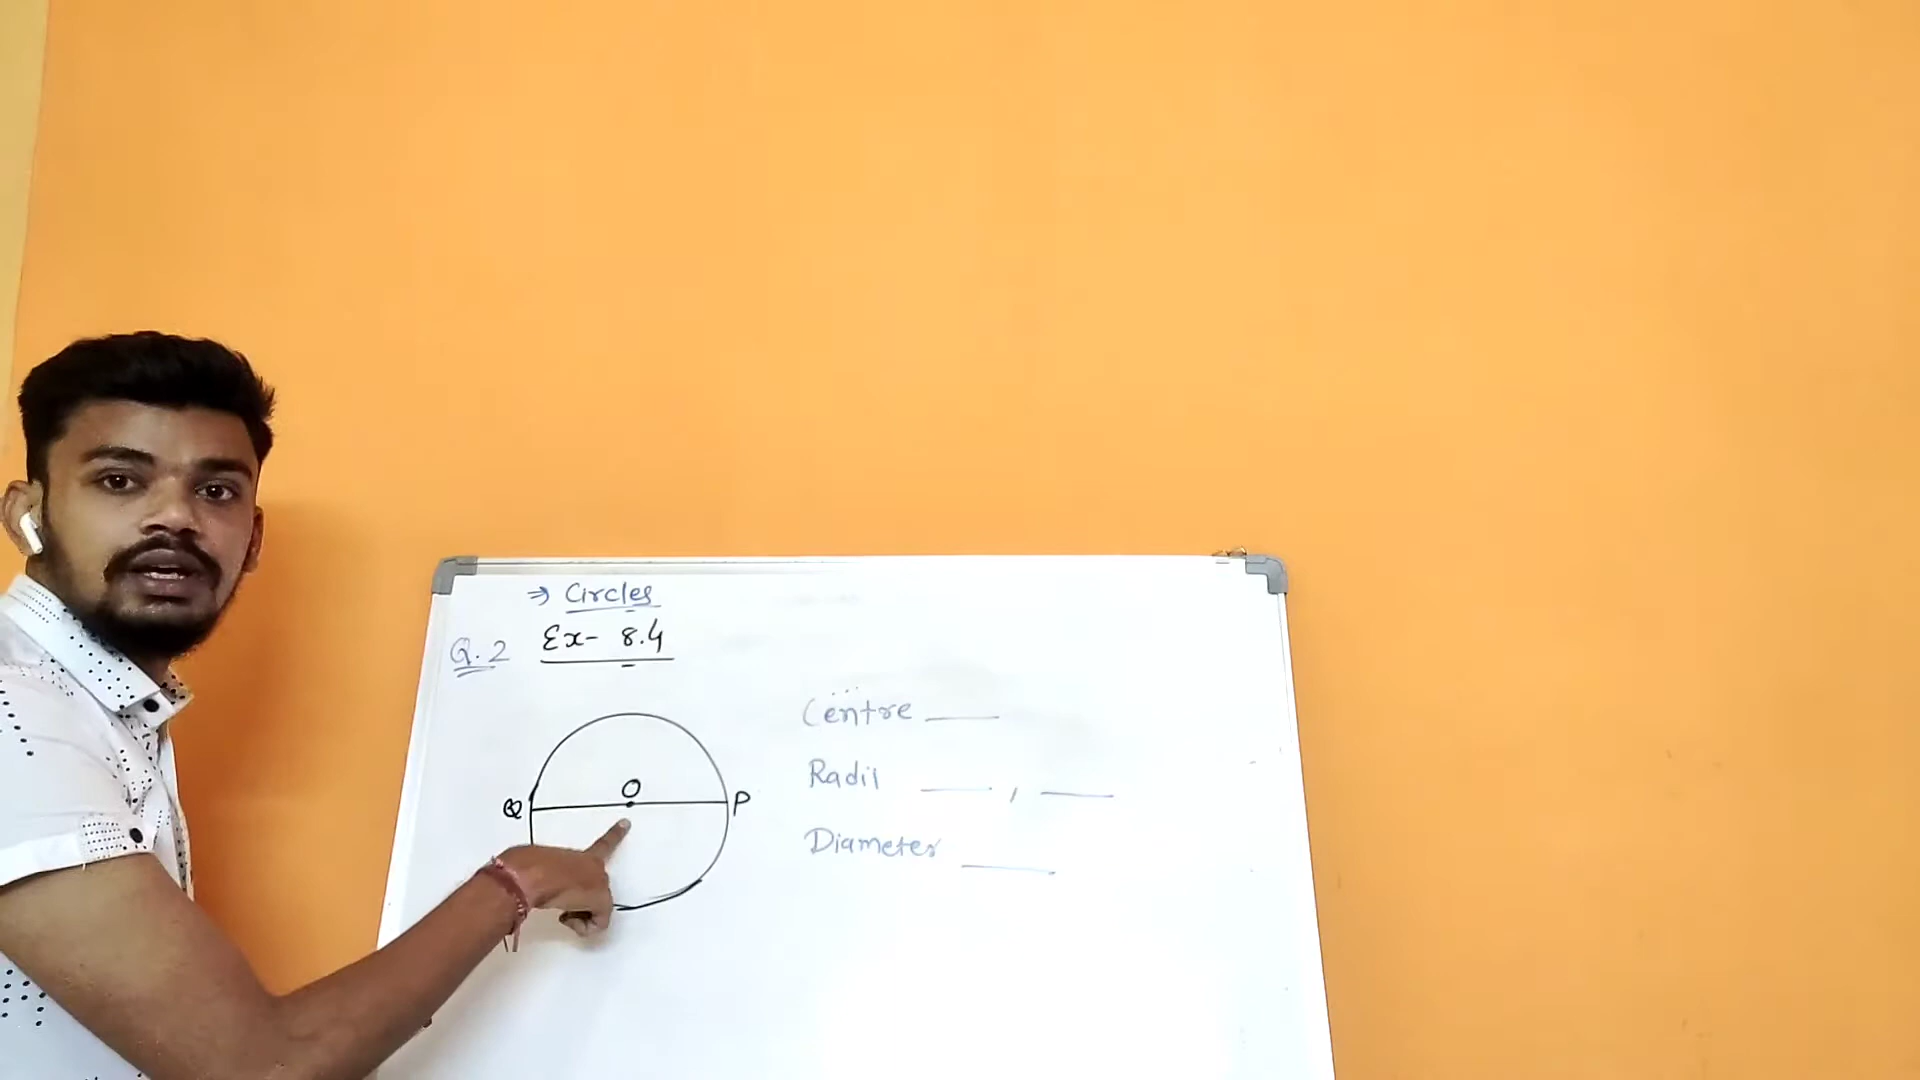 ⇒ Circles
Q.2 Ex- 8.4
O
Q P
Centre ____
Radii ____ , ____
Diameter ____